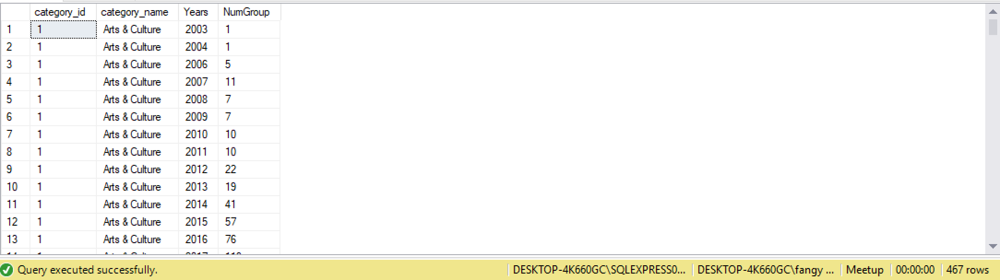 category_id category_name Years NumGroup
1 1 Arts & Culture 2003 1
2 1 Arts & Culture 2004 1
3 1 Arts & Culture 2006 5
4 1 Arts & Culture 2007 11
5 1 Arts & Culture 2008 7
6 1 Arts & Culture 2009 7
7 1 Arts & Culture 2010 10
8 1 Arts & Culture 2011 10
9 1 Arts & Culture 2012 22
10 1 Arts & Culture 2013 19
11 1 Arts & Culture 2014 41
12 1 Arts & Culture 2015 57
13 1 Arts & Culture 2016 76
Query executed successfully. DESKTOP-4K660GC\SQLEXPRESS0... DESKTOP-4K660GC\fangy ... Meetup 00:00:00 467 rows